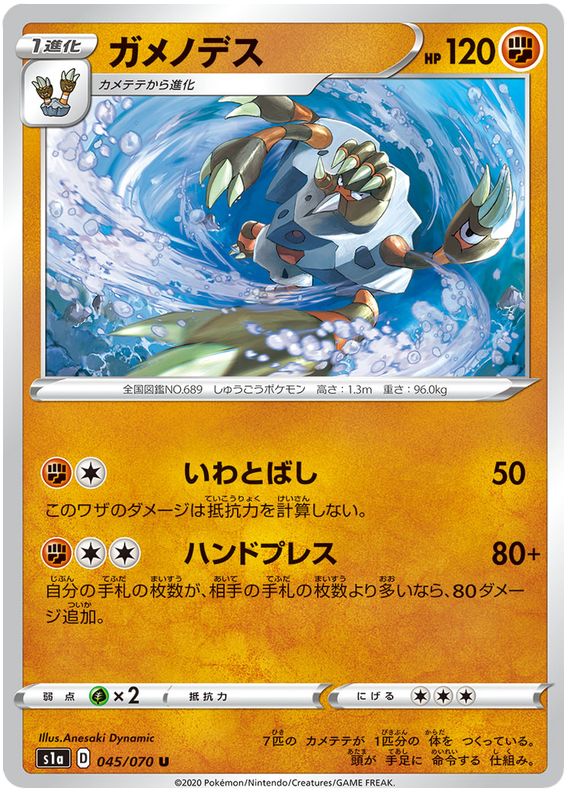 1進化
ガメノデス
HP 120
カメテテから進化
全国図鑑NO.689 しゅうごうポケモン 高さ:1.3m 重さ:96.0kg
いわとばし 50
このワザのダメージは抵抗力を計算しない。
ハンドプレス 80+
自分の手札の枚数が、相手の手札の枚数より多いなら、80ダメー
ジ追加。
弱点 ×2 抵抗力 にげる
Illus.Anesaki Dynamic
7匹の カメテテが 1匹分の 体を つくっている。
頭が 手足に 命令する 仕組み。
s1a D 045/070 U
©2020 Pokémon/Nintendo/Creatures/GAME FREAK.